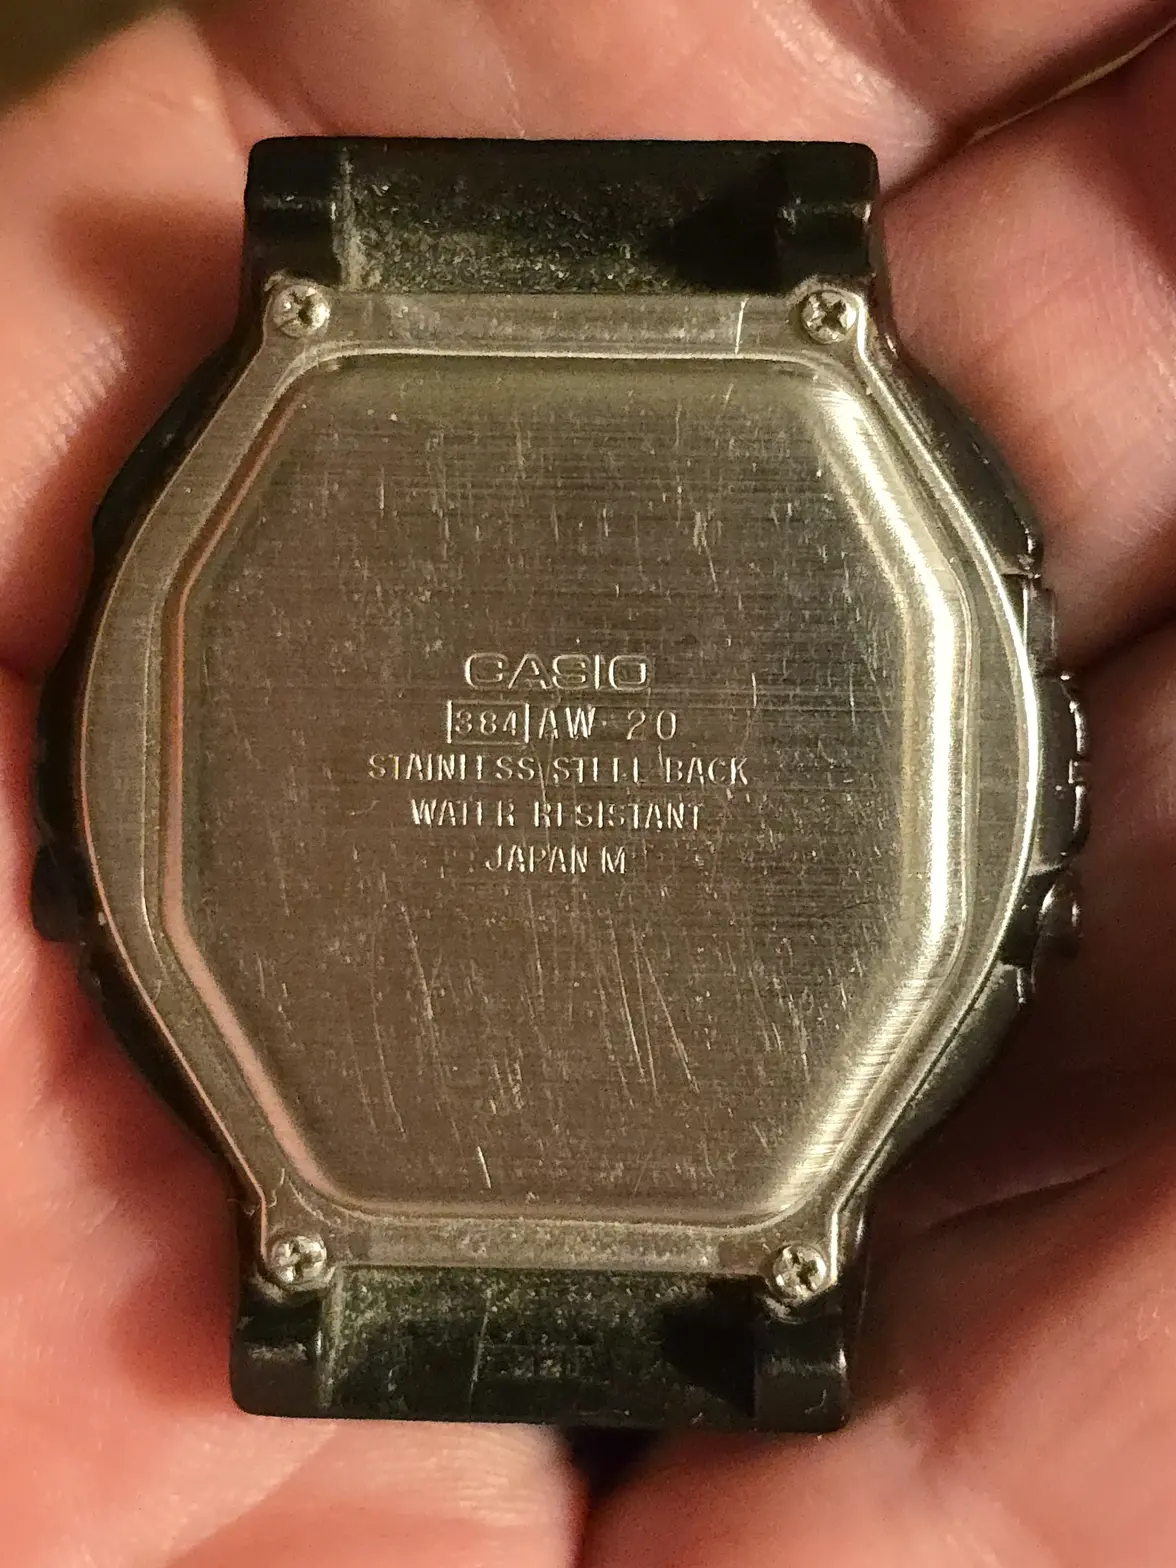 CASIO
384 AW-20
STAINLESS STEEL BACK
WATER RESISTANT
JAPAN M